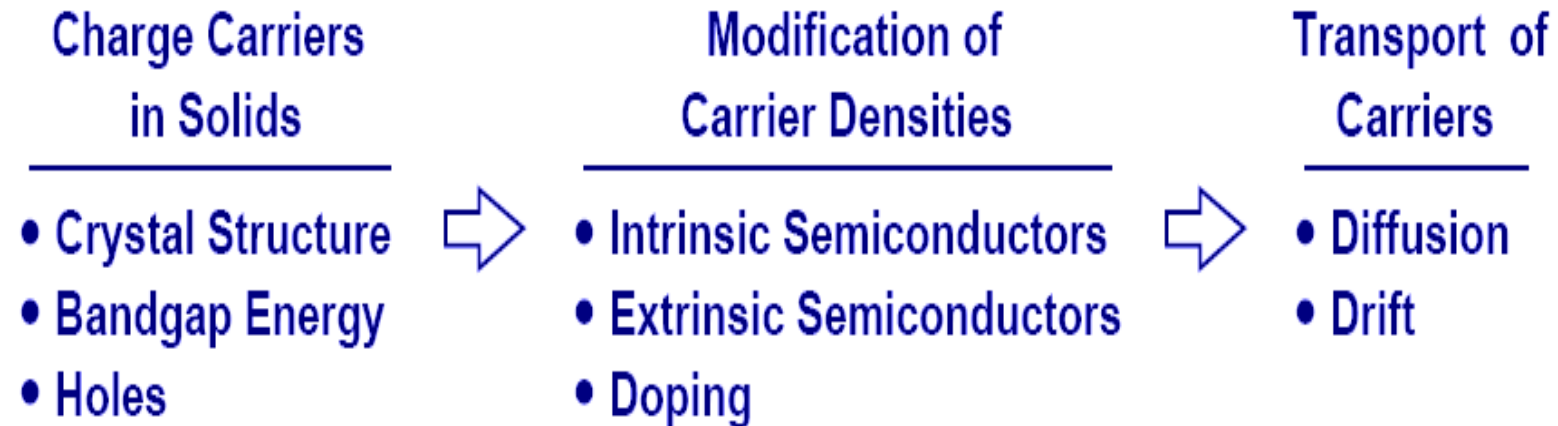 Charge Carriers
in Solids
• Crystal Structure
• Bandgap Energy
• Holes
Modification of
Carrier Densities
• Intrinsic Semiconductors
• Extrinsic Semiconductors
• Doping
Transport of
Carriers
• Diffusion
• Drift